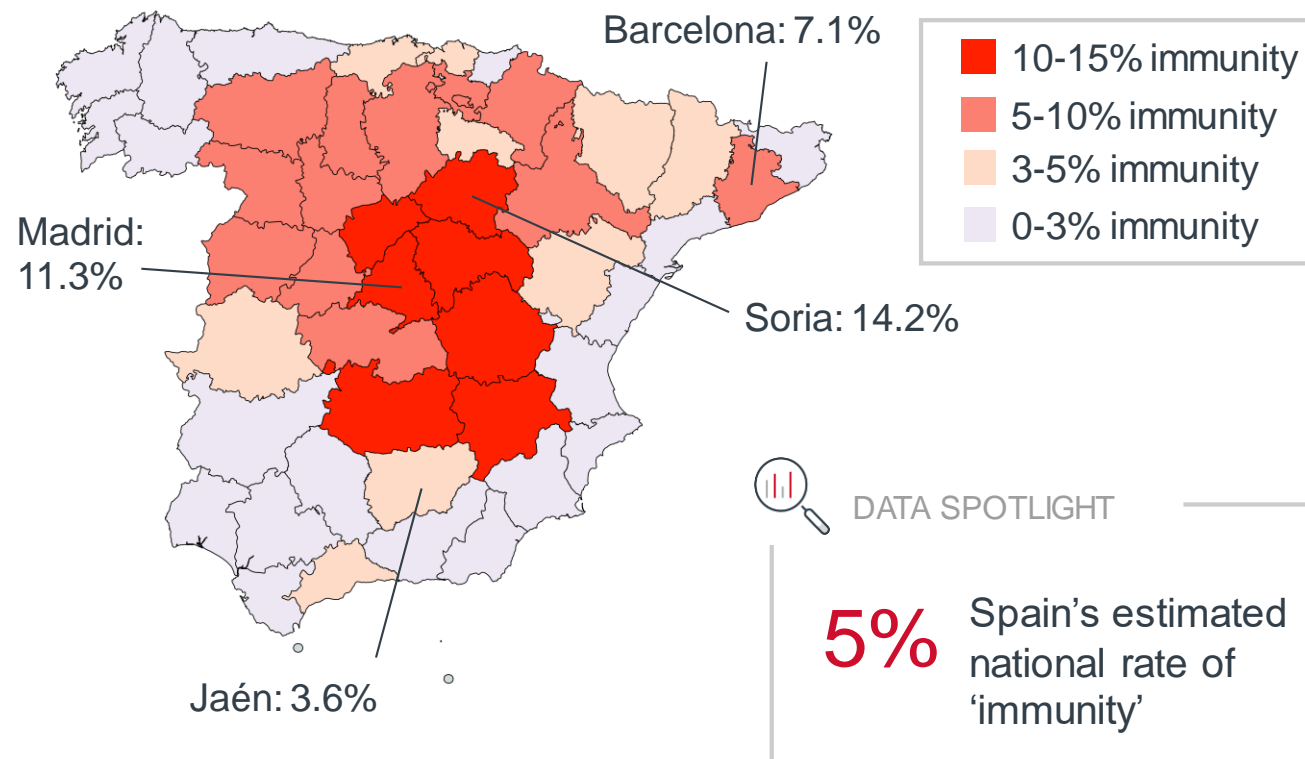 Barcelona: 7.1%
10-15% immunity
5-10% immunity
3-5% immunity
0-3% immunity
Madrid:
11.3%
Soria: 14.2%
Jaén: 3.6%
DATA SPOTLIGHT
5%
Spain’s estimated
national rate of
‘immunity’